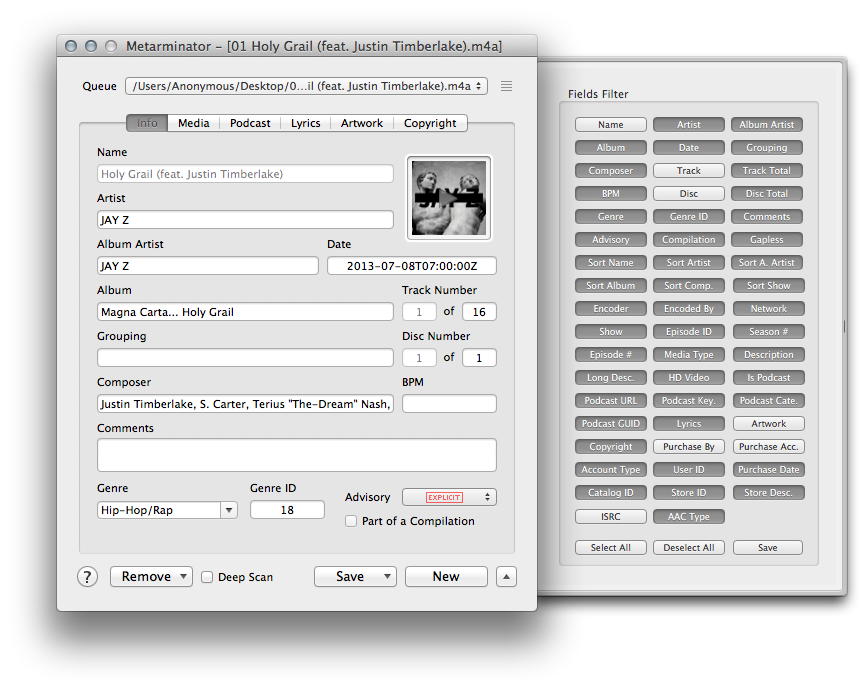 Metarminator - [01 Holy Grail (feat. Justin Timberlake).m4a]
Queue /Users/Anonymous/Desktop/0...il (feat. Justin Timberlake).m4a
Info Media Podcast Lyrics Artwork Copyright
Name
Holy Grail (feat. Justin Timberlake)
Artist
JAY Z
Album Artist Date
JAY Z 2013-07-08T07:00:00Z
Album Track Number
Magna Carta... Holy Grail 1 of 16
Grouping Disc Number
1 of 1
Composer BPM
Justin Timberlake, S. Carter, Terius "The-Dream" Nash,
Comments
Genre Genre ID Advisory EXPLICIT
Hip-Hop/Rap 18 Part of a Compilation
? Remove Deep Scan Save New
Fields Filter
Name Artist Album Artist
Album Date Grouping
Composer Track Track Total
BPM Disc Disc Total
Genre Genre ID Comments
Advisory Compilation Gapless
Sort Name Sort Artist Sort A. Artist
Sort Album Sort Comp. Sort Show
Encoder Encoded By Network
Show Episode ID Season #
Episode # Media Type Description
Long Desc. HD Video Is Podcast
Podcast URL Podcast Key. Podcast Cate.
Podcast GUID Lyrics Artwork
Copyright Purchase By Purchase Acc.
Account Type User ID Purchase Date
Catalog ID Store ID Store Desc.
ISRC AAC Type
Select All Deselect All Save